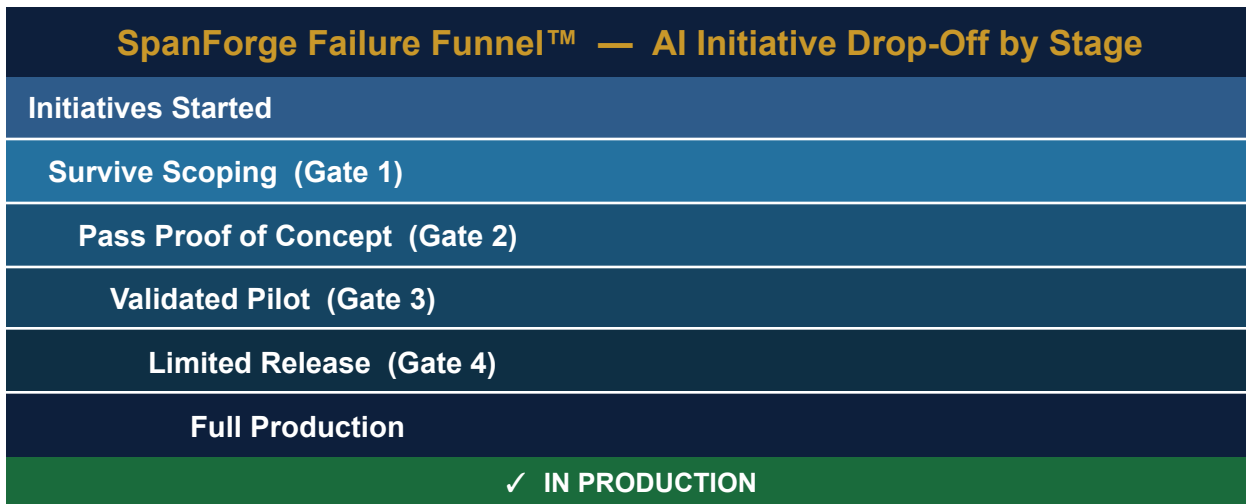 SpanForge Failure Funnel™ — AI Initiative Drop-Off by Stage
Initiatives Started
Survive Scoping (Gate 1)
Pass Proof of Concept (Gate 2)
Validated Pilot (Gate 3)
Limited Release (Gate 4)
Full Production
✓ IN PRODUCTION